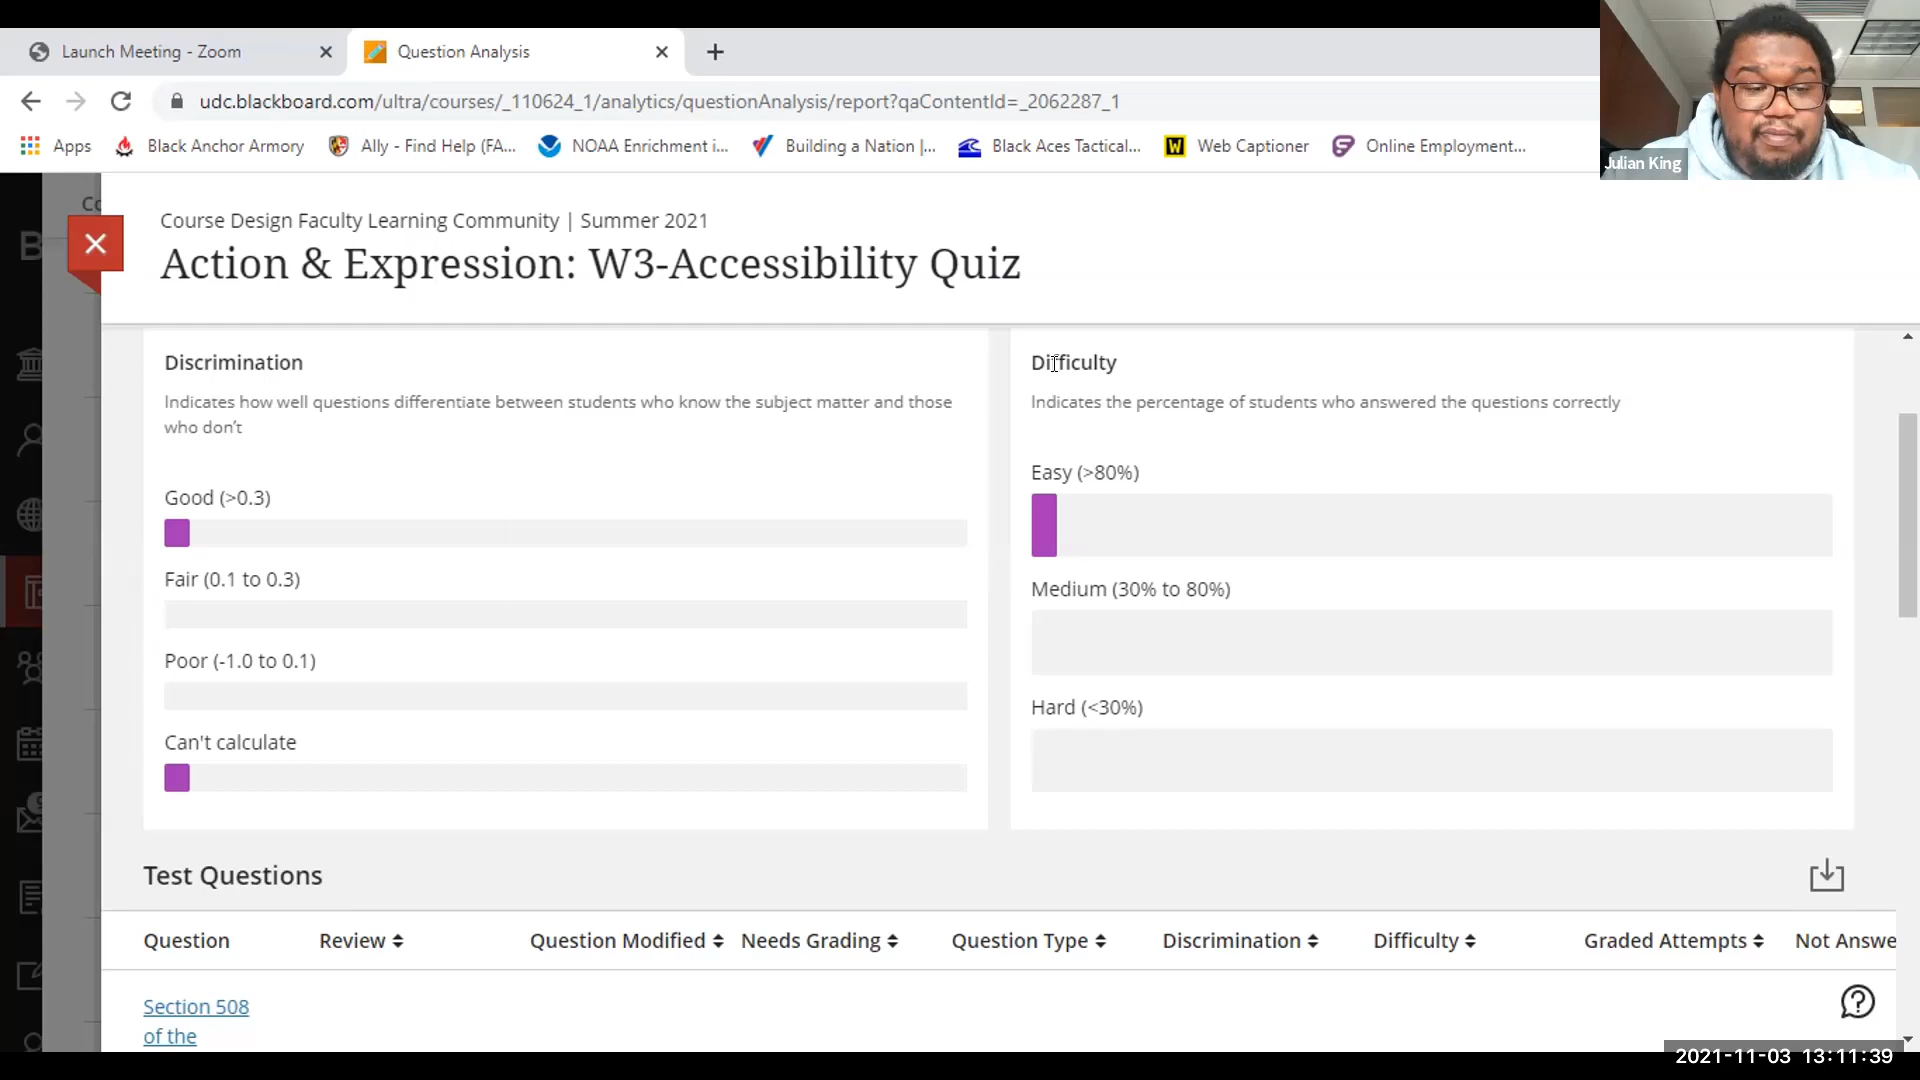 Launch Meeting - Zoom
Question Analysis
udc.blackboard.com/ultra/courses/_110624_1/analytics/questionAnalysis/report?qaContentId=_2062287_1
Apps
Black Anchor Armory
Ally - Find Help (FA...
NOAA Enrichment i...
Building a Nation |...
Black Aces Tactical...
W
Web Captioner
Online Employment...
Julian King
Course Design Faculty Learning Community | Summer 2021
Action & Expression: W3-Accessibility Quiz
Discrimination
Indicates how well questions differentiate between students who know the subject matter and those
who don’t
Good (>0.3)
Fair (0.1 to 0.3)
Poor (-1.0 to 0.1)
Can't calculate
Difficulty
Indicates the percentage of students who answered the questions correctly
Easy (>80%)
Medium (30% to 80%)
Hard (<30%)
Test Questions
Question Review Question Modified Needs Grading Question Type Discrimination Difficulty Graded Attempts Not Answe
Section 508
of the
2021-11-03 13:11:39